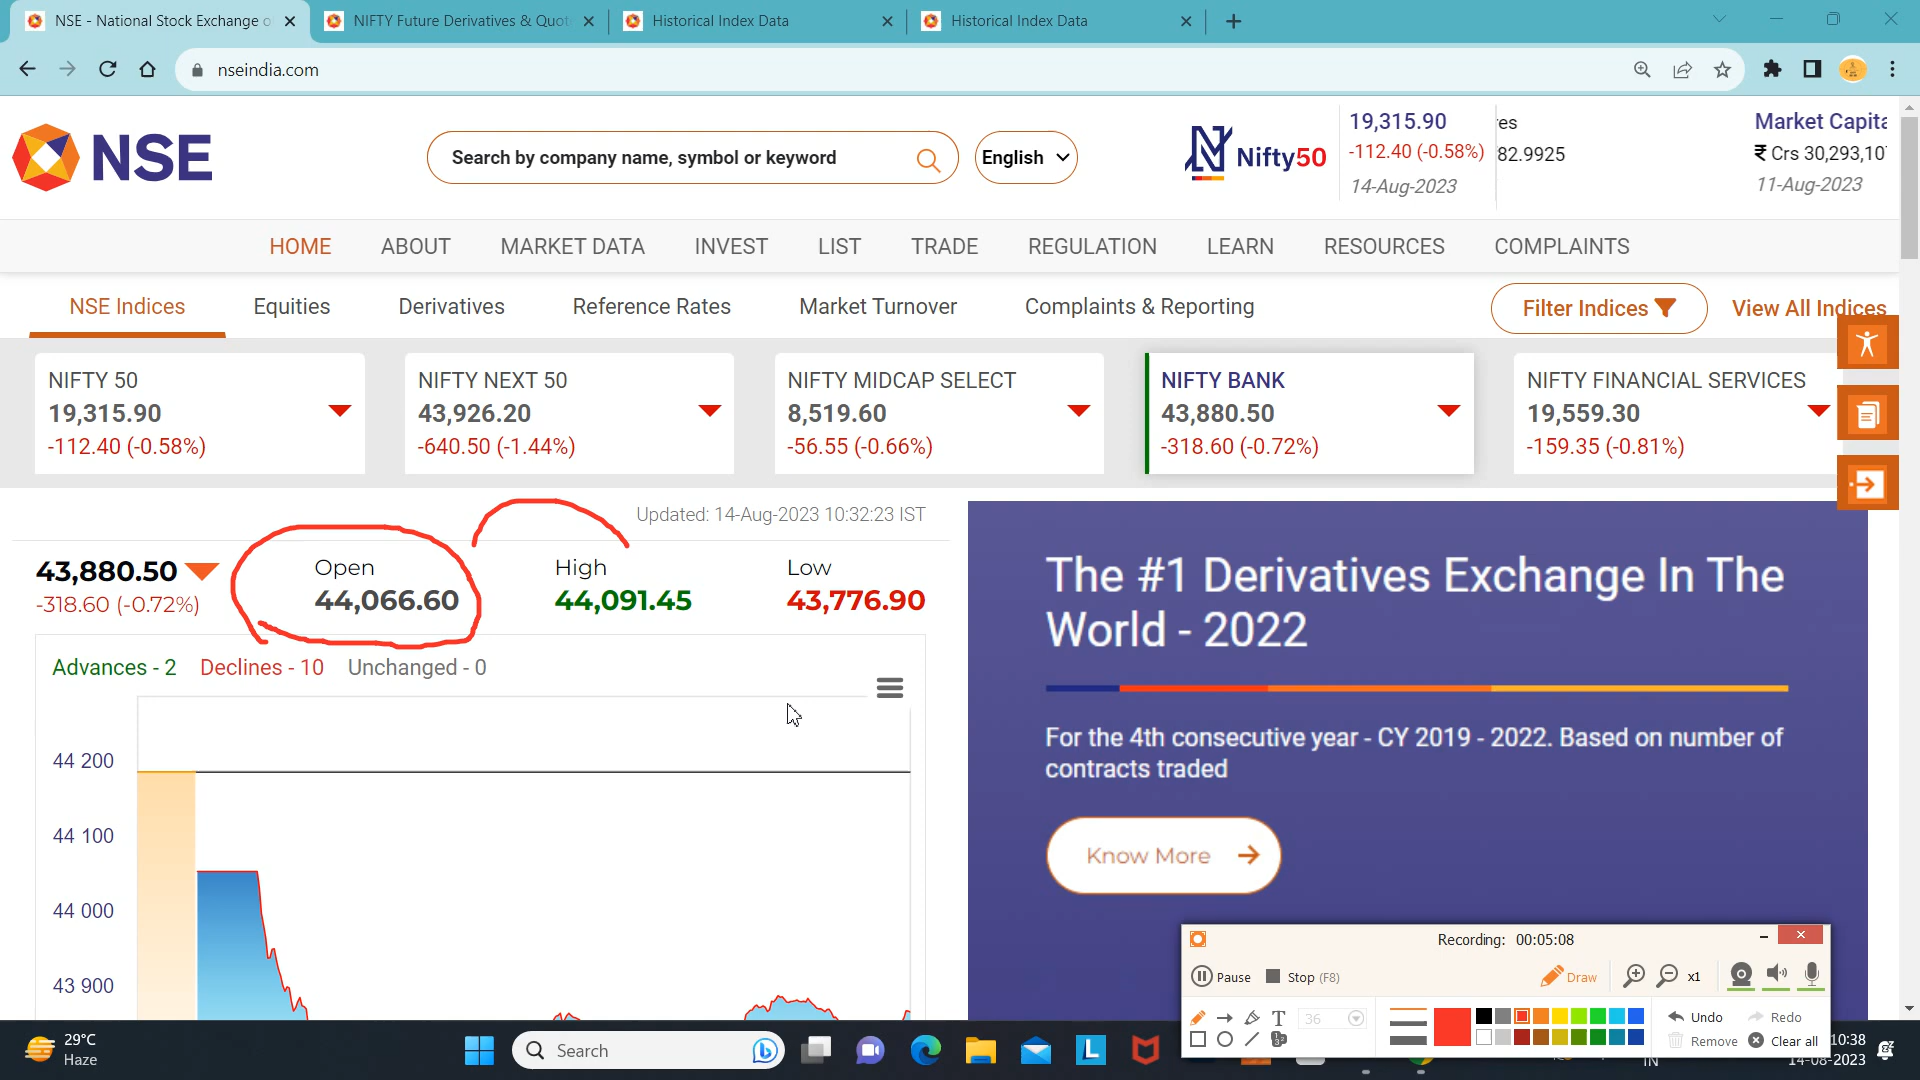 NSE - National Stock Exchange o
NIFTY Future Derivatives & Quot
Historical Index Data
Historical Index Data
nseindia.com
NSE
Search by company name, symbol or keyword
English
Nifty50
19,315.90
-112.40 (-0.58%)
14-Aug-2023
es
82.9925
Market Capita
₹ Crs 30,293,10
11-Aug-2023
HOME
ABOUT
MARKET DATA
INVEST
LIST
TRADE
REGULATION
LEARN
RESOURCES
COMPLAINTS
NSE Indices
Equities
Derivatives
Reference Rates
Market Turnover
Complaints & Reporting
Filter Indices
View All Indices
NIFTY 50
19,315.90
-112.40 (-0.58%)
NIFTY NEXT 50
43,926.20
-640.50 (-1.44%)
NIFTY MIDCAP SELECT
8,519.60
-56.55 (-0.66%)
NIFTY BANK
43,880.50
-318.60 (-0.72%)
NIFTY FINANCIAL SERVICES
19,559.30
-159.35 (-0.81%)
Updated: 14-Aug-2023 10:32:23 IST
43,880.50
-318.60 (-0.72%)
Open
44,066.60
High
44,091.45
Low
43,776.90
Advances - 2 Declines - 10 Unchanged - 0
44 200
44 100
44 000
43 900
The #1 Derivatives Exchange In The
World - 2022
For the 4th consecutive year - CY 2019 - 2022. Based on number of
contracts traded
Know More
Recording: 00:05:08
Pause
Stop (F8)
Draw
x1
T
36
Undo
Redo
Remove
Clear all
29°C
Haze
Search
L
IN
10:38
14-08-2023